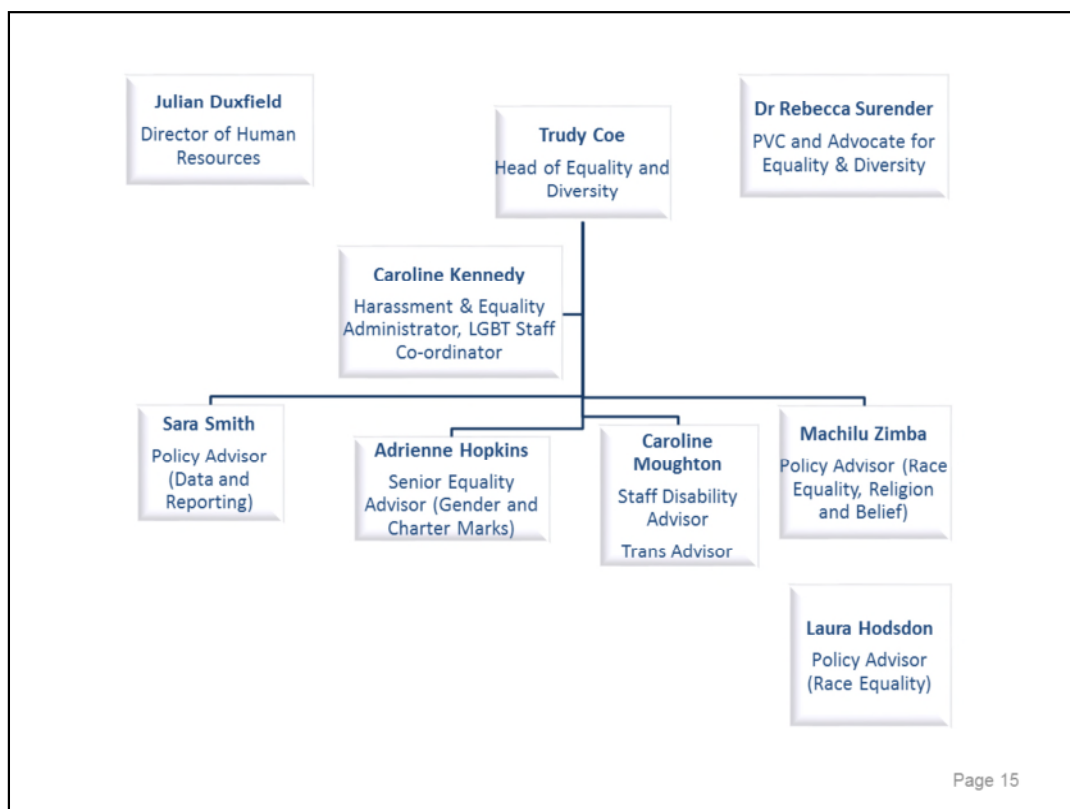 Julian Duxfield
Director of Human
Resources
Trudy Coe
Head of Equality and
Diversity
Dr Rebecca Surender
PVC and Advocate for
Equality & Diversity
Caroline Kennedy
Harassment & Equality
Administrator, LGBT Staff
Co-ordinator
Sara Smith
Policy Advisor
(Data and
Reporting)
Adrienne Hopkins
Senior Equality
Advisor (Gender and
Charter Marks)
Caroline
Moughton
Staff Disability
Advisor
Trans Advisor
Machilu Zimba
Policy Advisor (Race
Equality, Religion
and Belief)
Laura Hodsdon
Policy Advisor
(Race Equality)
Page 15